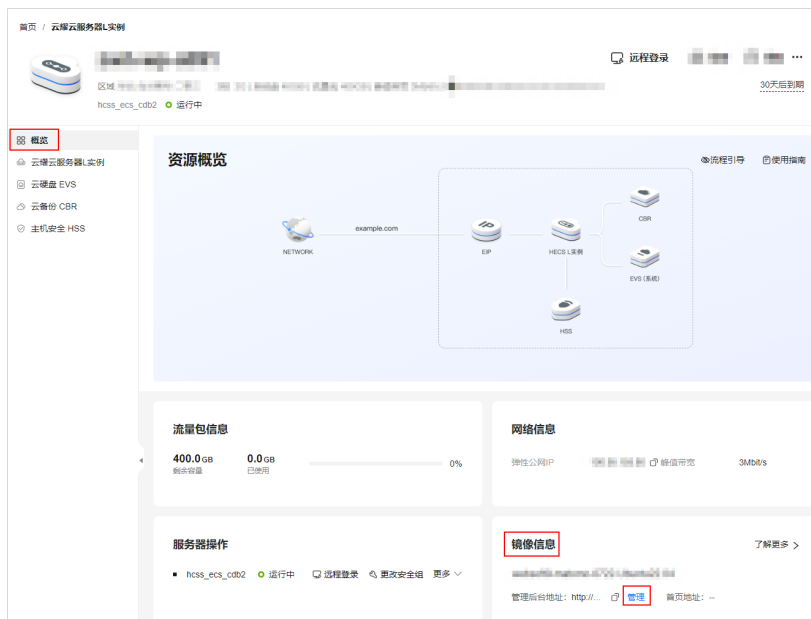 首页 / 云耀云服务器L实例
远程登录
区域
30天后到期
hcss_ecs_cdb2 运行中
概览
云耀云服务器L实例
云硬盘 EVS
云备份 CBR
主机安全 HSS
资源概览
流程引导 使用指南
example.com
NETWORK
EIP
HECS L实例
CBR
EVS (系统)
HSS
流量包信息
400.0 GB 0.0 GB
剩余容量 已使用
0%
网络信息
弹性公网IP 峰值带宽 3Mbit/s
服务器操作
hcss_ecs_cdb2 运行中 远程登录 更改安全组 更多
镜像信息
了解更多
管理后台地址: http://... 管理 首页地址: --